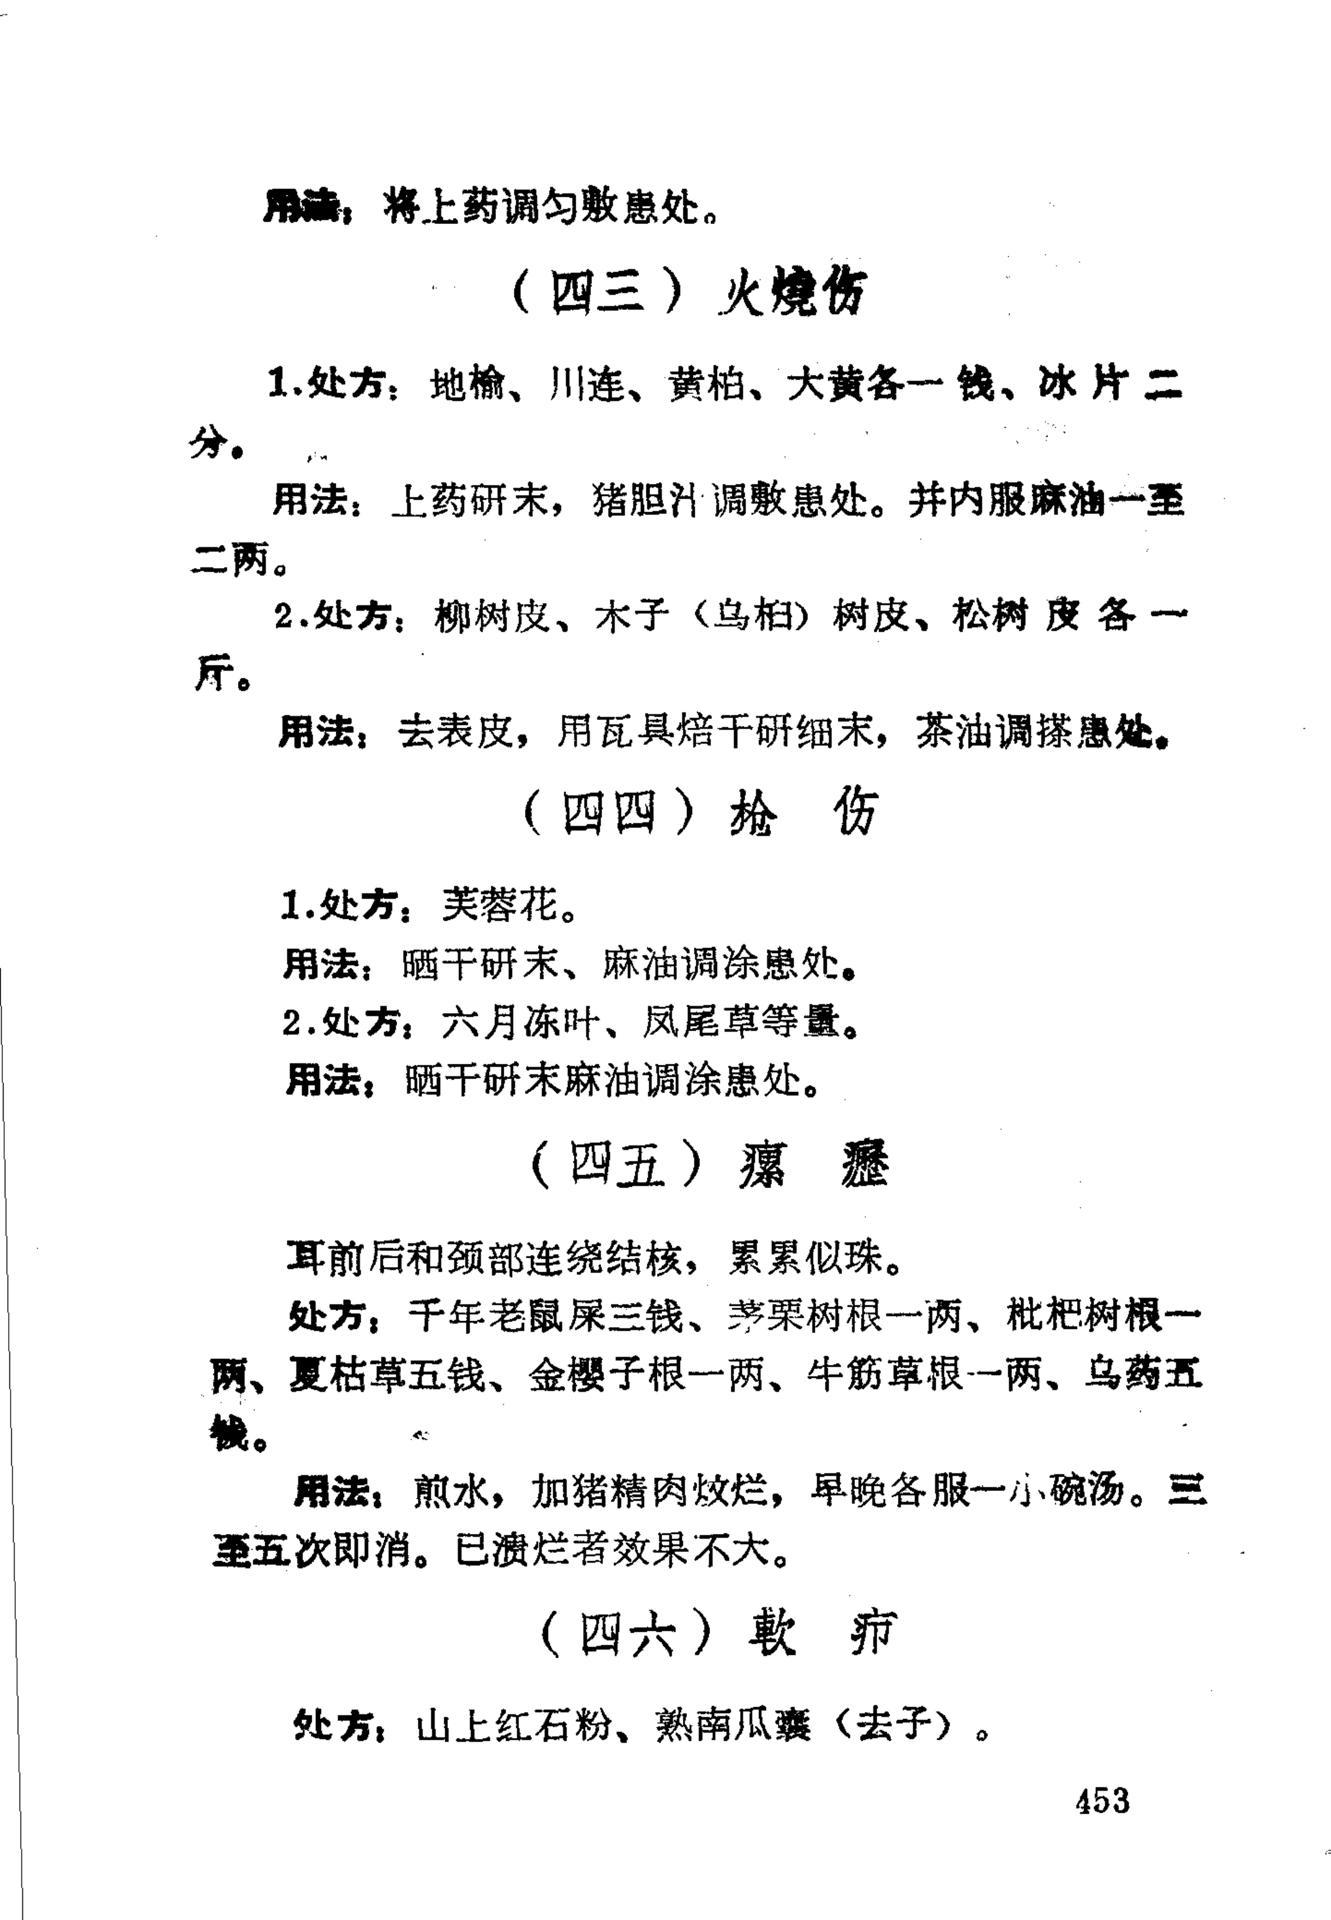 用法：将上药调匀敷患处。
（四三）火燒伤
1.处方：地榆、川连、黄柏、大黄各一钱、冰片二
分。
用法：上药研末，猪胆汁调敷患处。并内服麻油一至
二两。
2.处方：柳树皮、木子（乌桕）树皮、松树皮各一
斤。
用法：去表皮，用瓦具焙干研细末，茶油调搽患处。
（四四）枪 伤
1.处方：芙蓉花。
用法：晒干研末、麻油调涂患处。
2.处方：六月冻叶、凤尾草等量。
用法：晒干研末麻油调涂患处。
（四五）瘰 癧
耳前后和颈部连绕结核，累累似珠。
处方：千年老鼠屎三钱、茅栗树根一两、枇杷树根一
两、夏枯草五钱、金樱子根一两、牛筋草根一两、乌药五
钱。
用法：煎水，加猪精肉炆烂，早晚各服一小碗汤。三
至五次即消。已溃烂者效果不大。
（四六）軟 疖
处方：山上红石粉、熟南瓜囊（去子）。
453